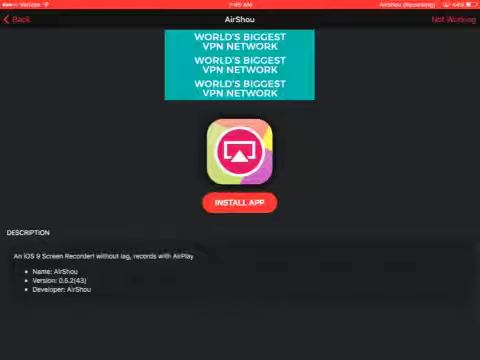 Verizon 7:49 AM AirShou (Recording) 44%
Back AirShou Not Working
WORLD'S BIGGEST
VPN NETWORK
WORLD'S BIGGEST
VPN NETWORK
WORLD'S BIGGEST
VPN NETWORK
INSTALL APP
DESCRIPTION
An iOS 9 Screen Recorder! without lag, records with AirPlay
Name: AirShou
Version: 0.5.2(43)
Developer: AirShou